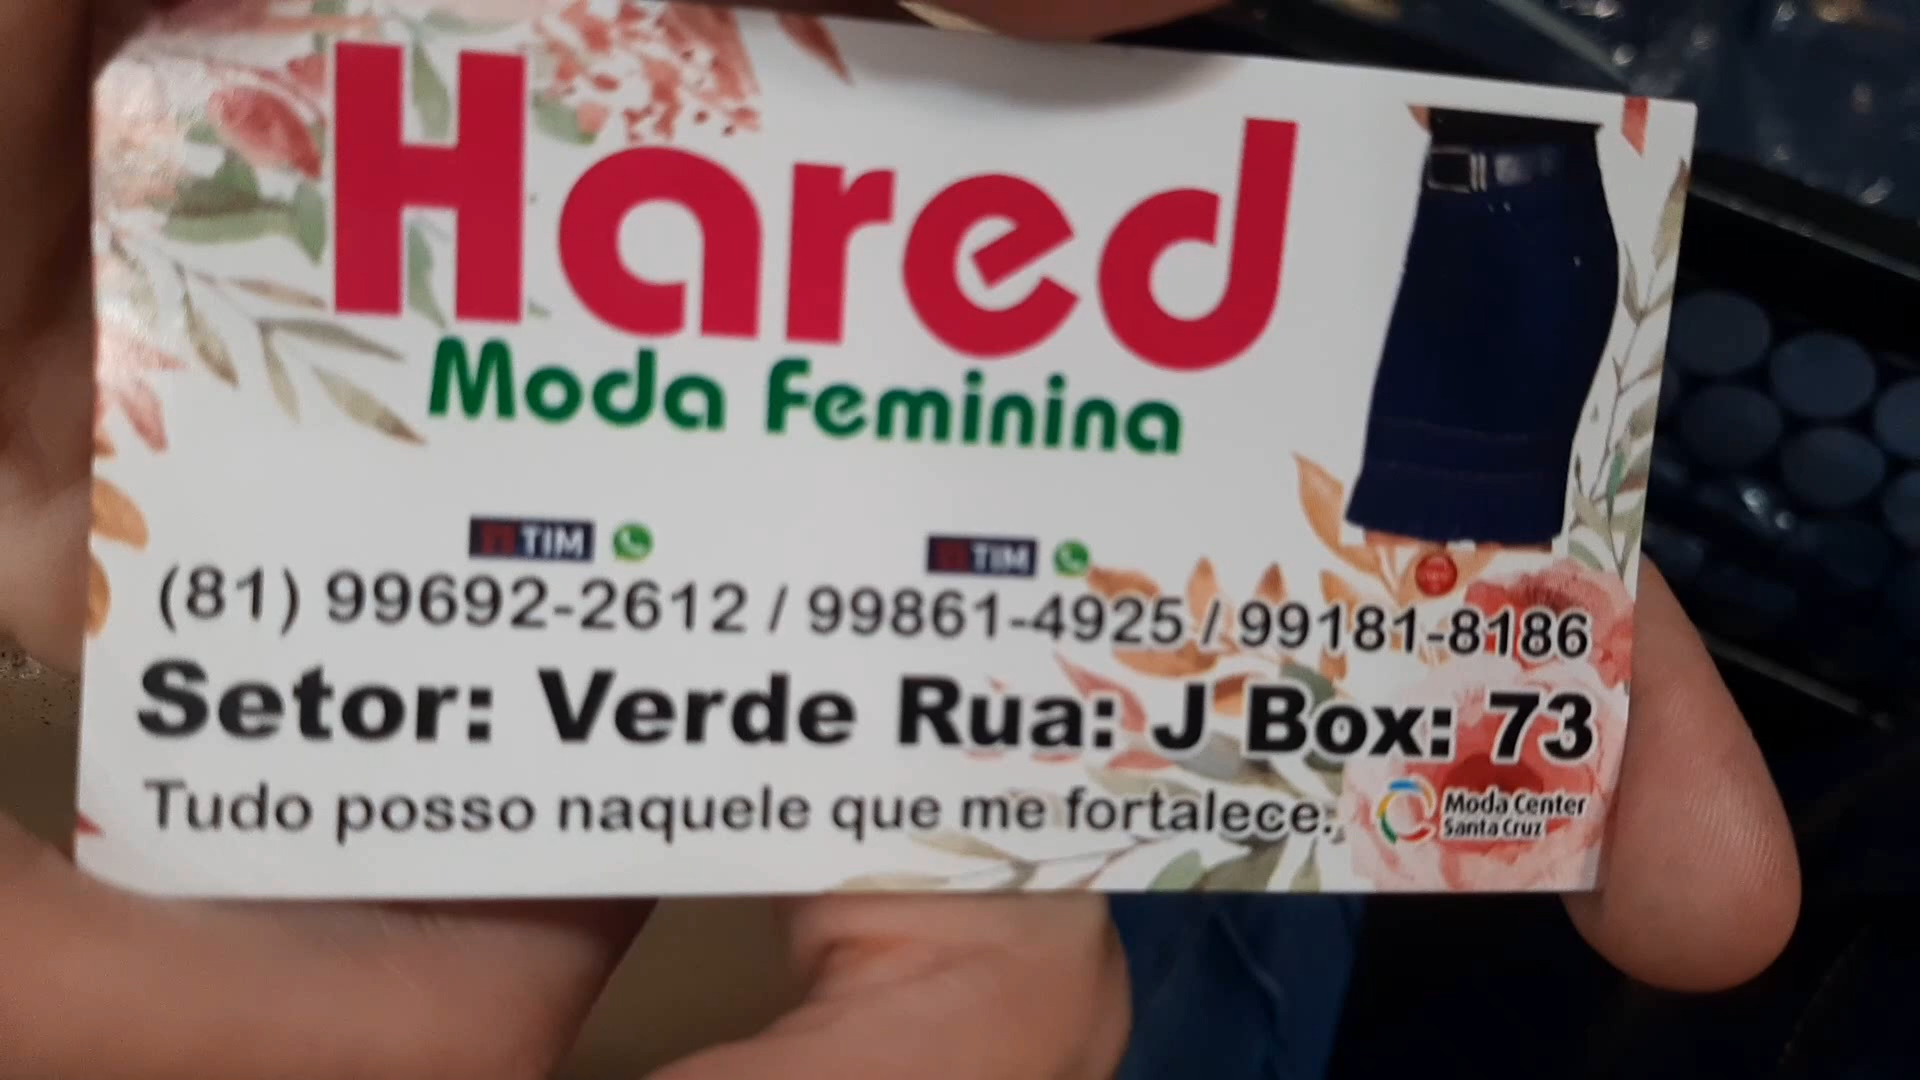 Hared
Moda Feminina
TIM TIM
(81) 99692-2612 / 99861-4925 / 99181-8186
Setor: Verde Rua: J Box: 73
Tudo posso naquele que me fortalece.
Moda Center
Santa Cruz